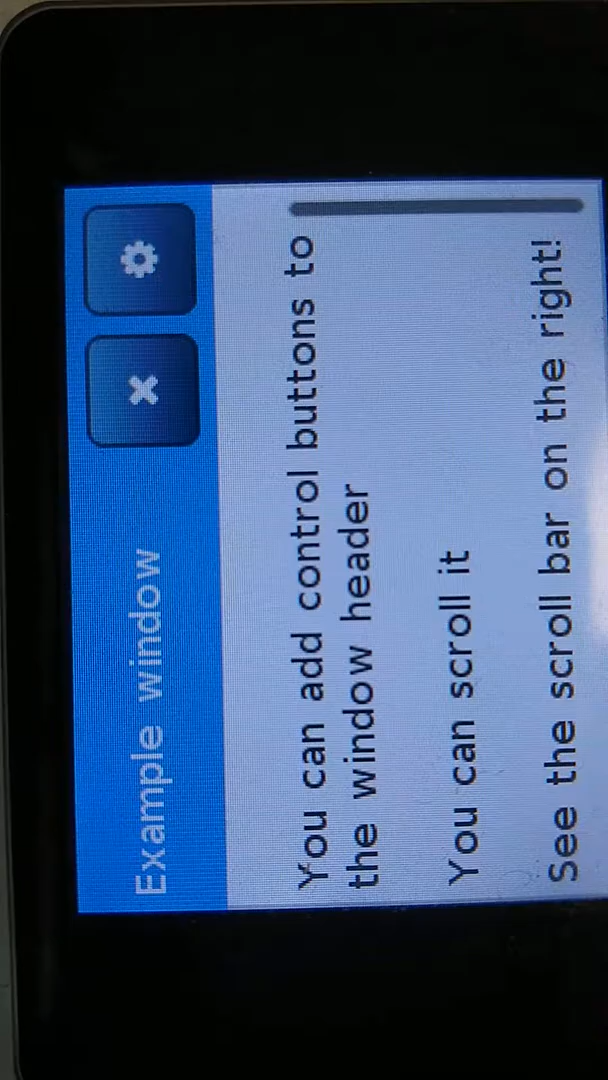 Example window
You can add control buttons to
the window header
You can scroll it
See the scroll bar on the right!